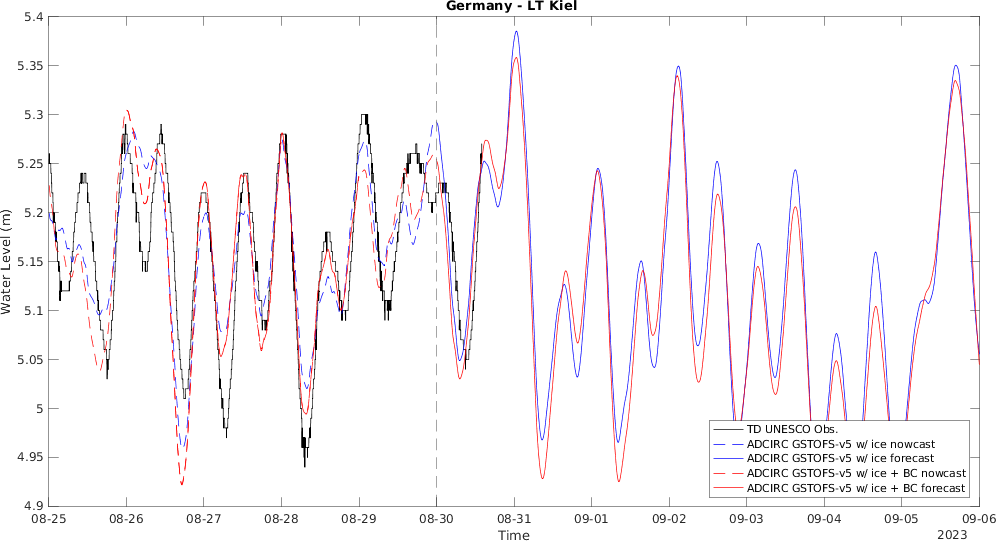 Germany - LT Kiel
5.4
5.35
5.3
5.25
5.2
5.15
5.1
5.05
5
4.95
4.9
Water Level (m)
TD UNESCO Obs.
ADCIRC GSTOFS-v5 w/ ice nowcast
ADCIRC GSTOFS-v5 w/ ice forecast
ADCIRC GSTOFS-v5 w/ ice + BC nowcast
ADCIRC GSTOFS-v5 w/ ice + BC forecast
08-25 08-26 08-27 08-28 08-29 08-30 08-31 09-01 09-02 09-03 09-04 09-05 09-06
Time
2023